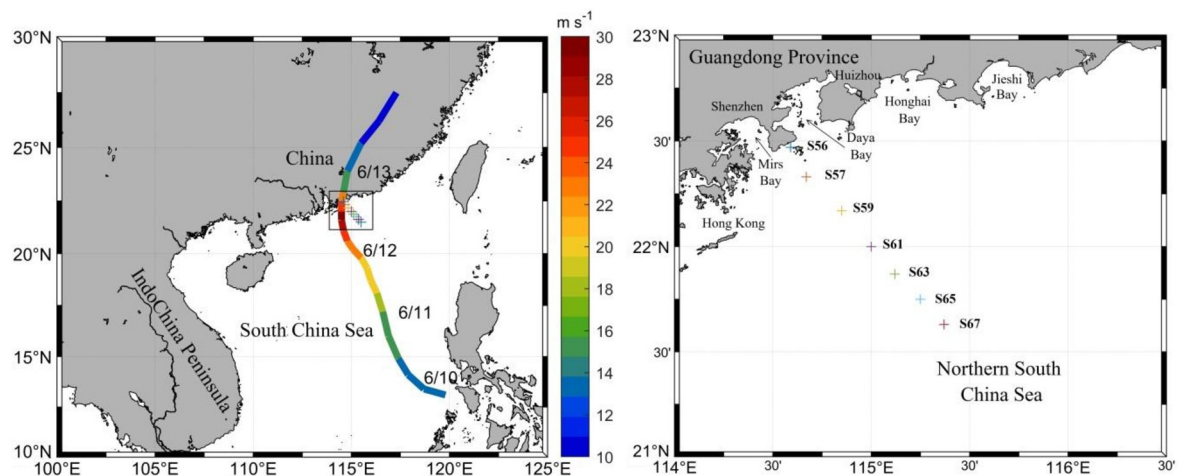 m s-1
30°N
25°N
20°N
15°N
10°N
100°E
105°E
110°E
115°E
120°E
125°E
China
6/13
6/12
6/11
6/10
IndoChina Peninsula
South China Sea
30
28
26
24
22
20
18
16
14
12
10
23°N
30'
22°N
30'
21°N
114°E
30'
115°E
30'
116°E
30'
Guangdong Province
Huizhou
Shenzhen
Honghai
Bay
Jieshi
Bay
Daya
Bay
Mirs
Bay
Hong Kong
S56
S57
S59
S61
S63
S65
S67
Northern South
China Sea